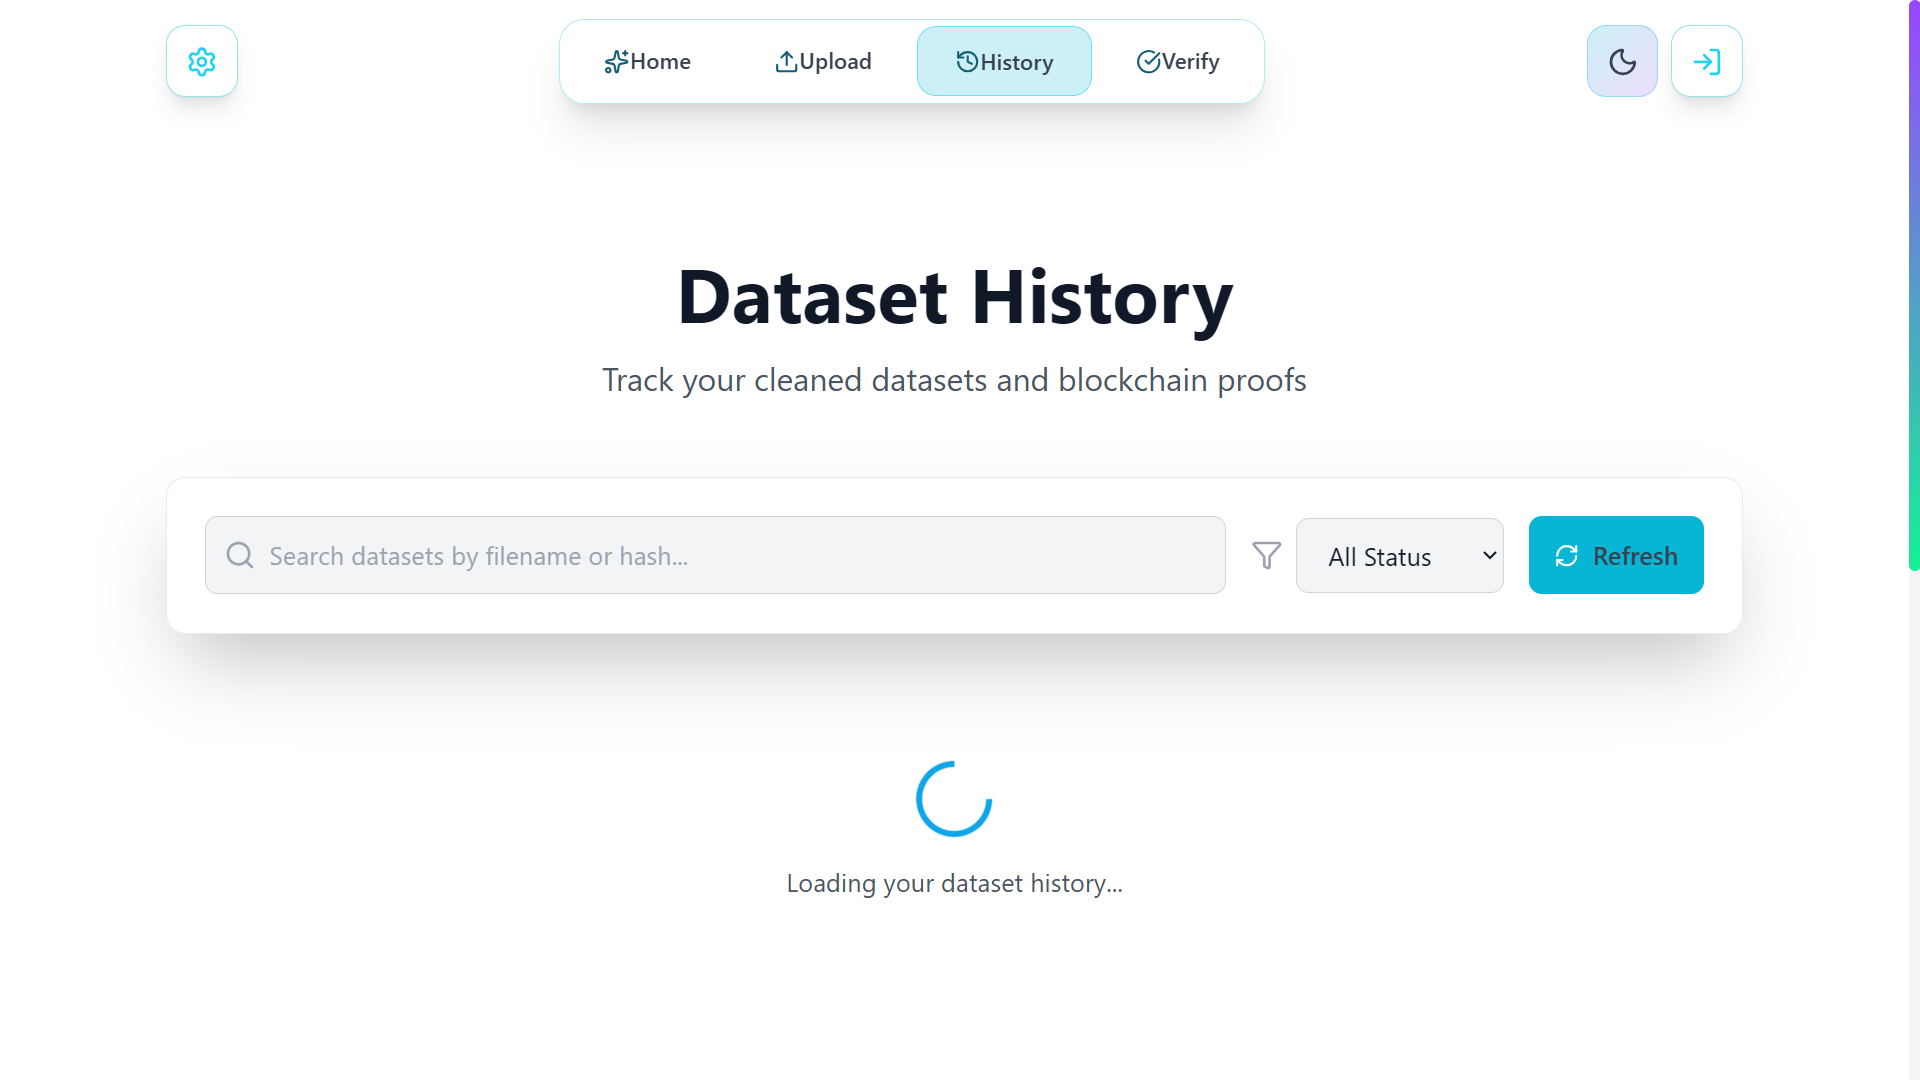 Home
Upload
History
Verify
Dataset History
Track your cleaned datasets and blockchain proofs
Search datasets by filename or hash...
All Status
Refresh
Loading your dataset history...